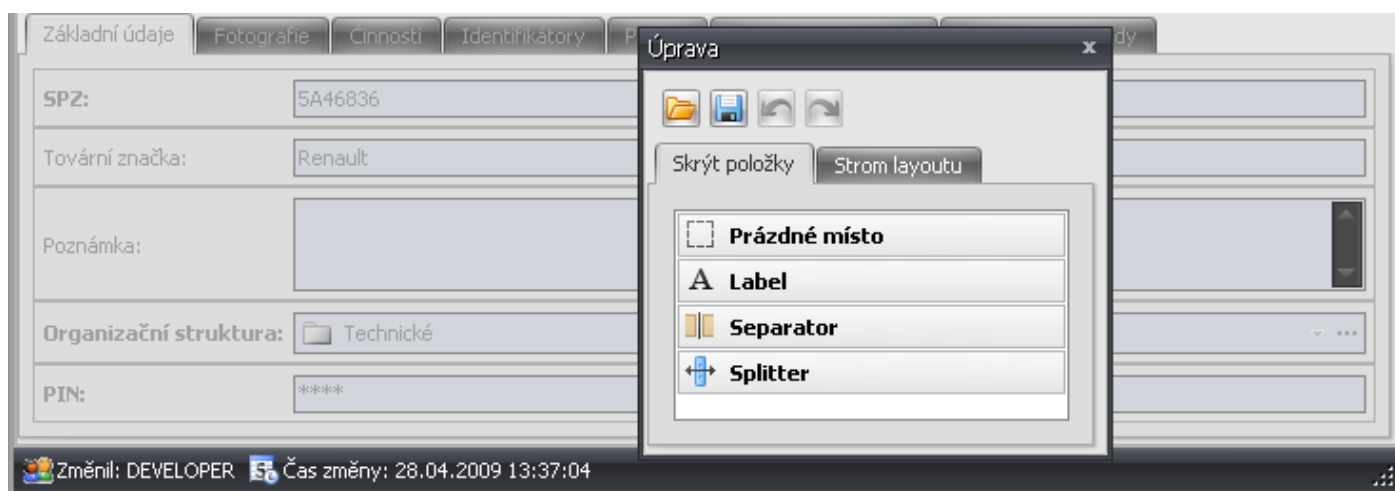 Základní údaje Fotografie Činnosti Identifikátory
Úprava x
SPZ: 5A46836
Skrýt položky Strom layoutu
Tovární značka: Renault
Poznámka:
Prázdné místo
Label
Separator
Splitter
Organizační struktura: Technické
PIN: ****
Změnil: DEVELOPER Čas změny: 28.04.2009 13:37:04